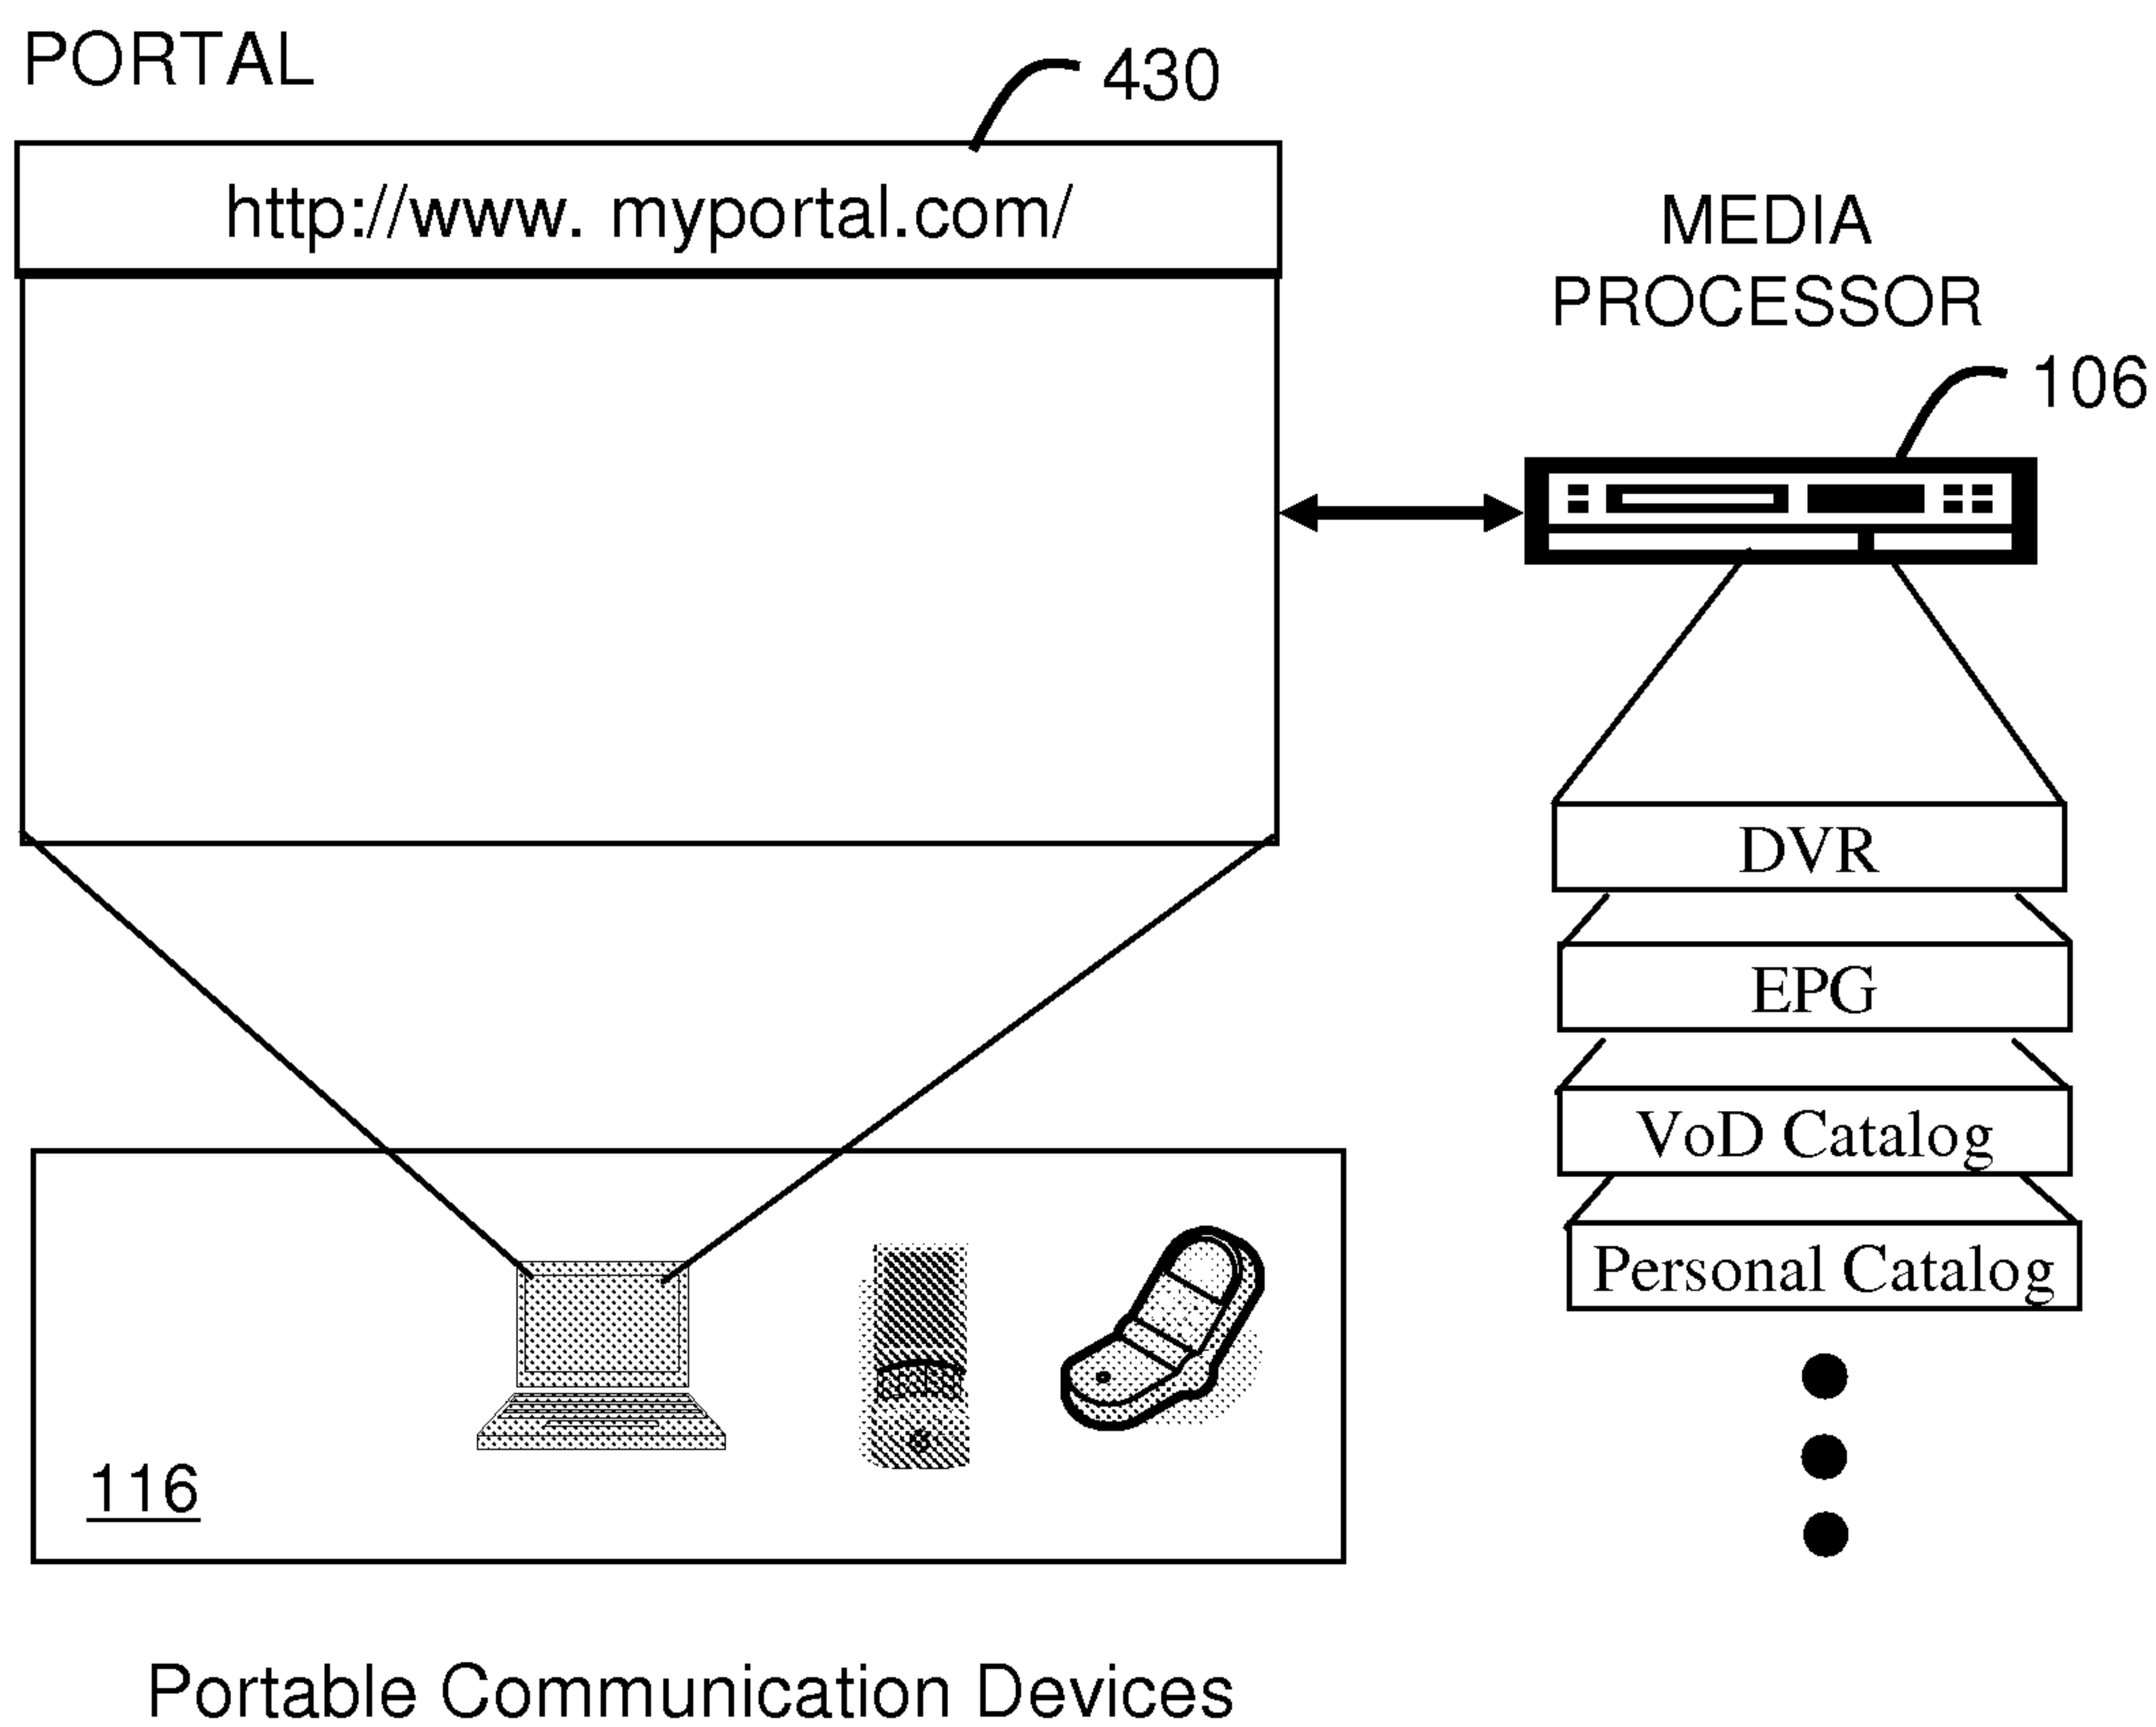 PORTAL
430
http://www. myportal.com/
MEDIA
PROCESSOR
106
DVR
EPG
VoD Catalog
Personal Catalog
116
Portable Communication Devices